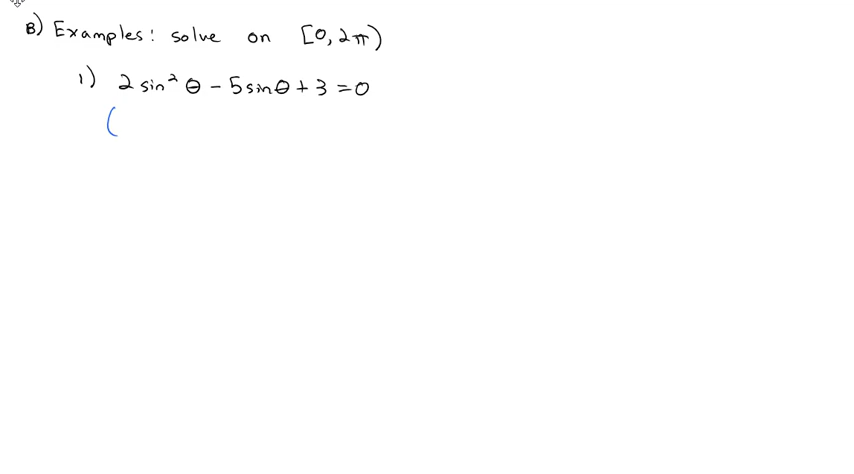 B) Examples: solve on [0, 2π)
1) 2 sin² θ - 5 sin θ + 3 = 0
(